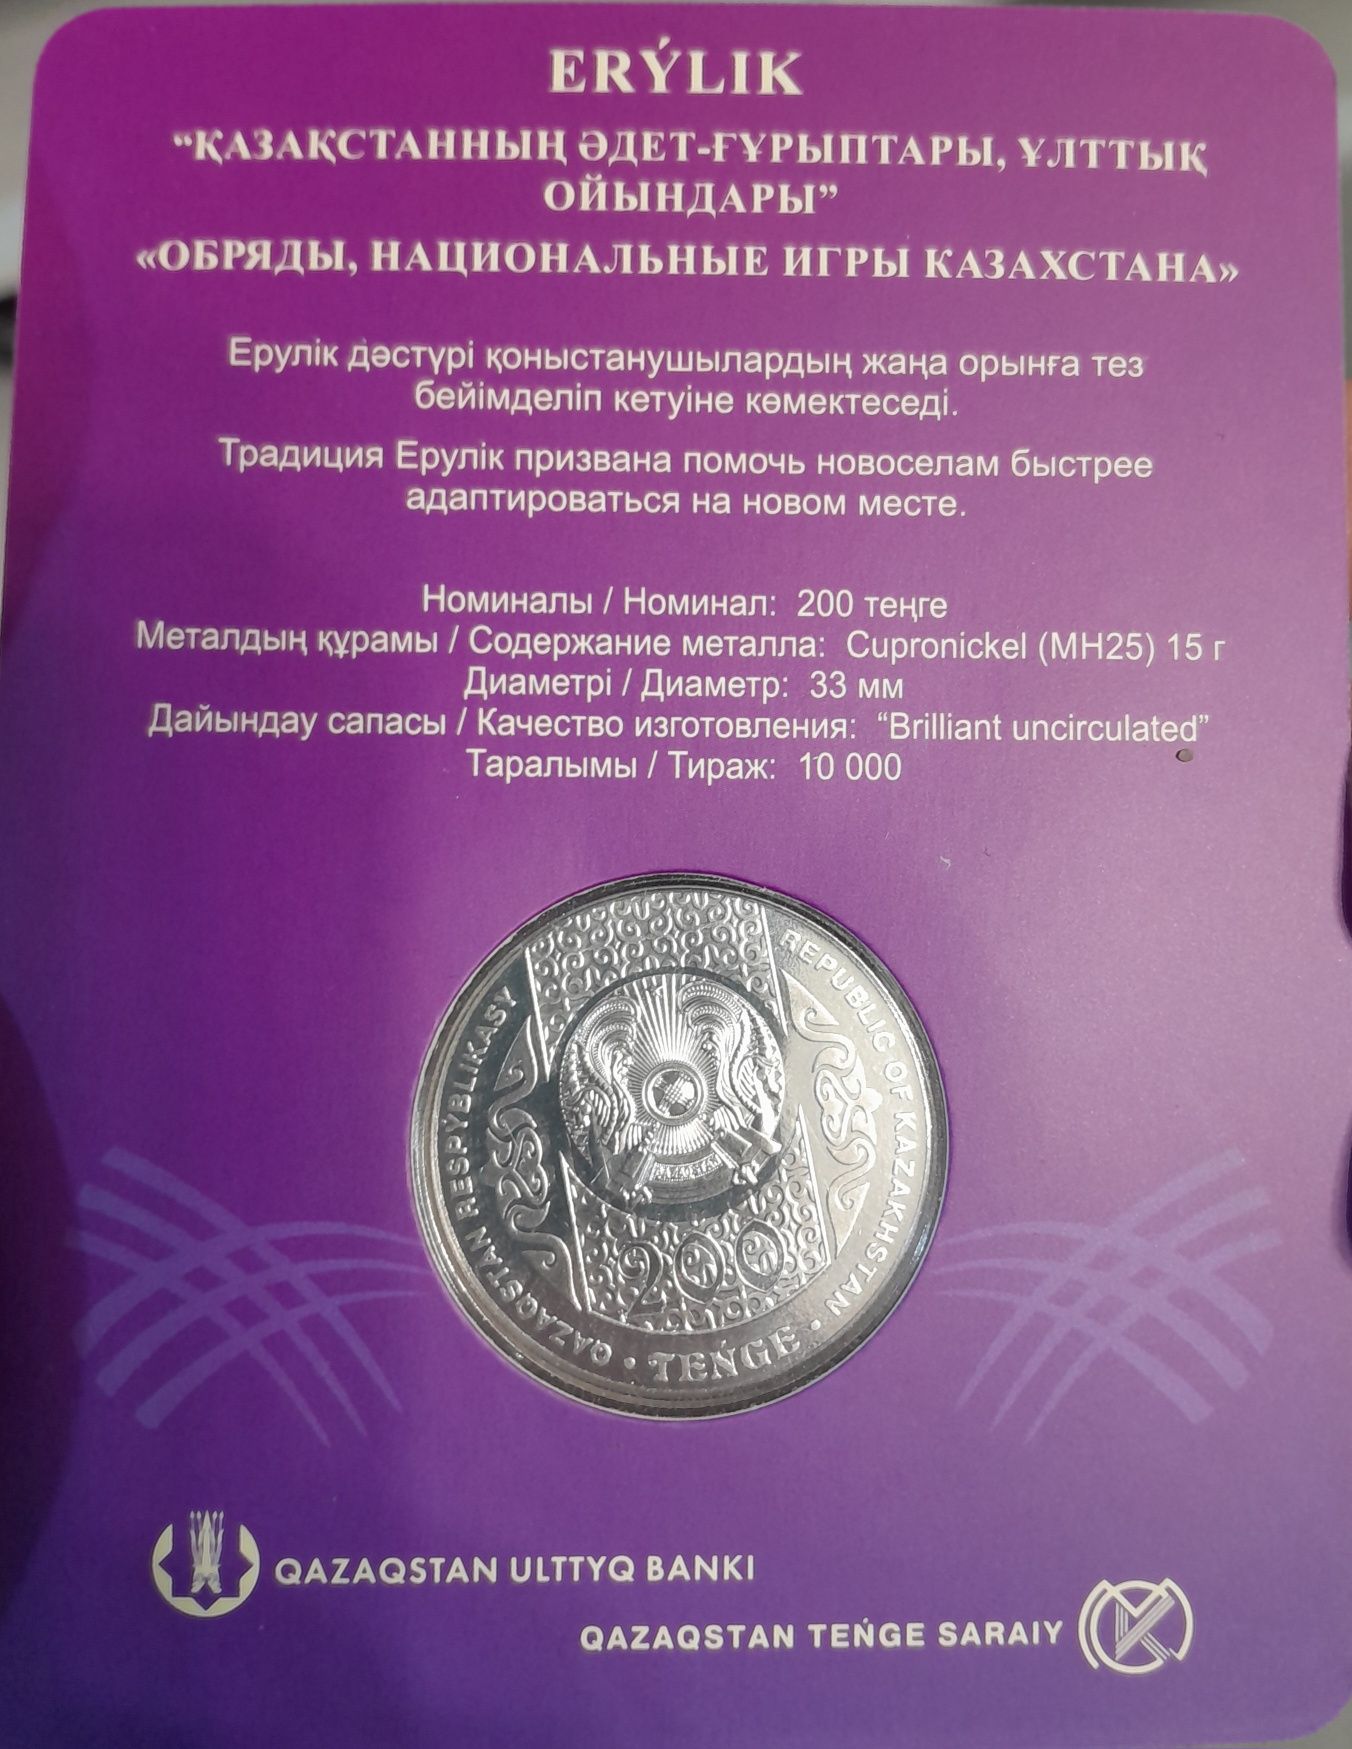 ERÝLIK
“ҚАЗАҚСТАННЫҢ ӘДЕТ-ҒҰРЫПТАРЫ, ҰЛТТЫҚ
ОЙЫНДАРЫ”
«ОБРЯДЫ, НАЦИОНАЛЬНЫЕ ИГРЫ КАЗАХСТАНА»
Ерулік дәстүрі қоныстанушылардың жаңа орынға тез
бейімделіп кетуіне көмектеседі.
Традиция Ерулік призвана помочь новоселам быстрее
адаптироваться на новом месте.
Номиналы / Номинал: 200 теңге
Металдың құрамы / Содержание металла: Cupronickel (МН25) 15 г
Диаметрі / Диаметр: 33 мм
Дайындау сапасы / Качество изготовления: “Brilliant uncirculated”
Таралымы / Тираж: 10 000
QAZAQSTAN RESPÝBLIKASY
REPUBLIC OF KAZAKHSTAN
200
• TEŃGE •
QAZAQSTAN ULTTYQ BANKI
QAZAQSTAN TEŃGE SARAIY